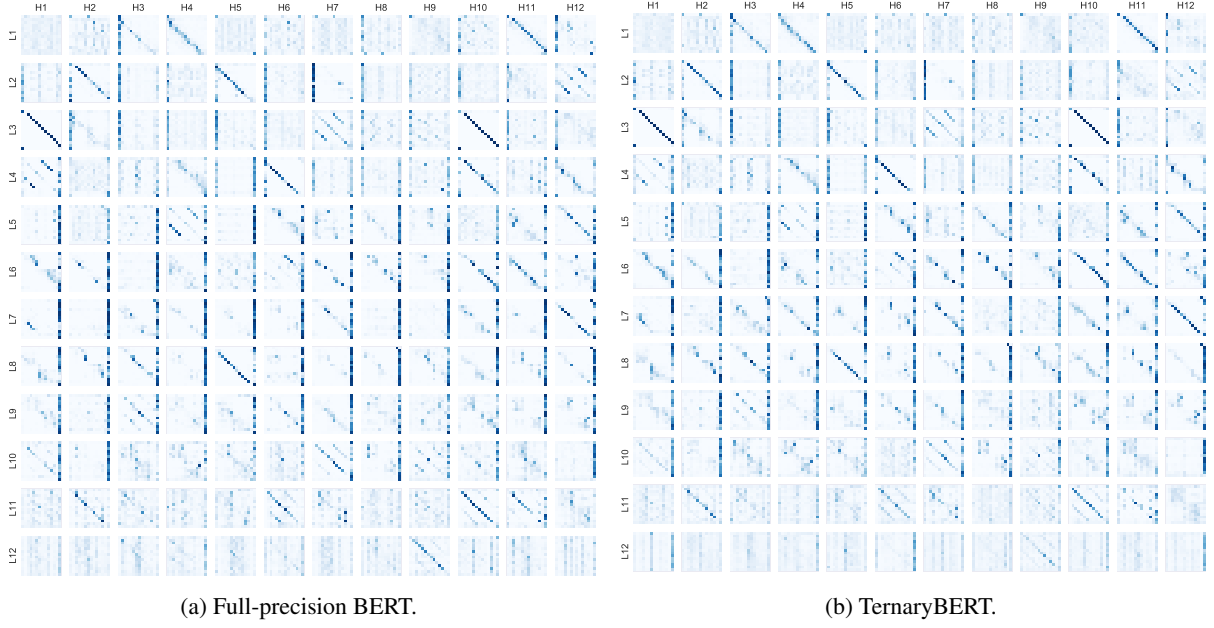 H1 H2 H3 H4 H5 H6 H7 H8 H9 H10 H11 H12
L1
L2
L3
L4
L5
L6
L7
L8
L9
L10
L11
L12
(a) Full-precision BERT.
H1 H2 H3 H4 H5 H6 H7 H8 H9 H10 H11 H12
L1
L2
L3
L4
L5
L6
L7
L8
L9
L10
L11
L12
(b) TernaryBERT.